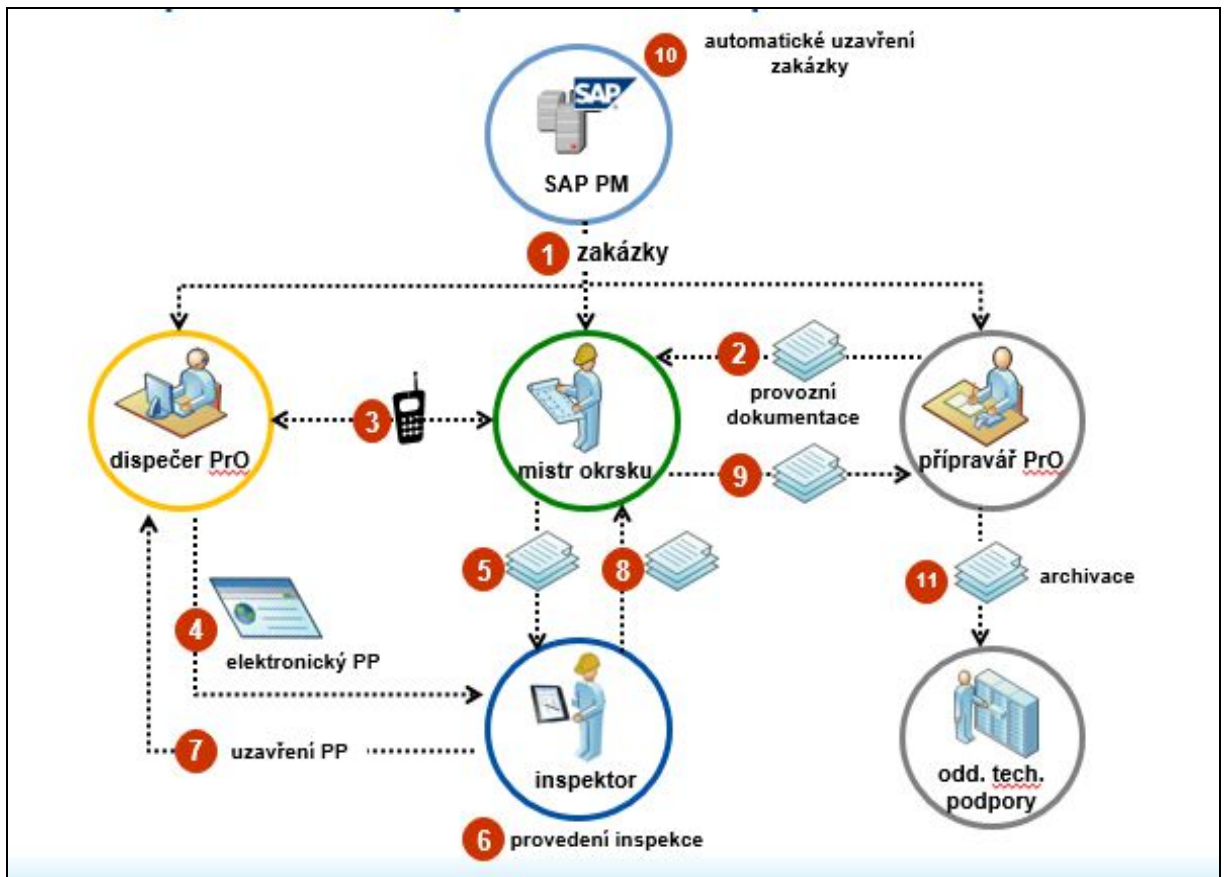 10
automatické uzavření
zakázky
SAP
SAP PM
1 zakázky
2
provozní
dokumentace
3
dispečer PrO
mistr okrsku
přípravář PrO
9
5
8
11
archivace
4
elektronický PP
7
uzavření PP
inspektor
odd. tech.
podpory
6
provedení inspekce